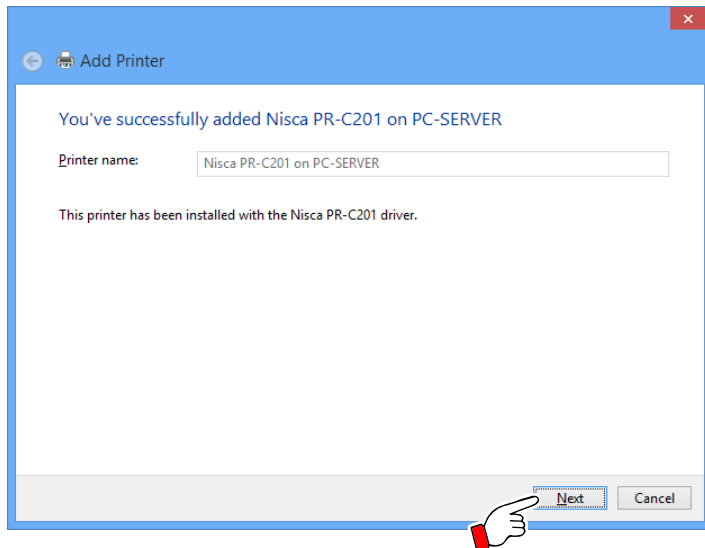 Add Printer
You've successfully added Nisca PR-C201 on PC-SERVER
Printer name: Nisca PR-C201 on PC-SERVER
This printer has been installed with the Nisca PR-C201 driver.
Next Cancel